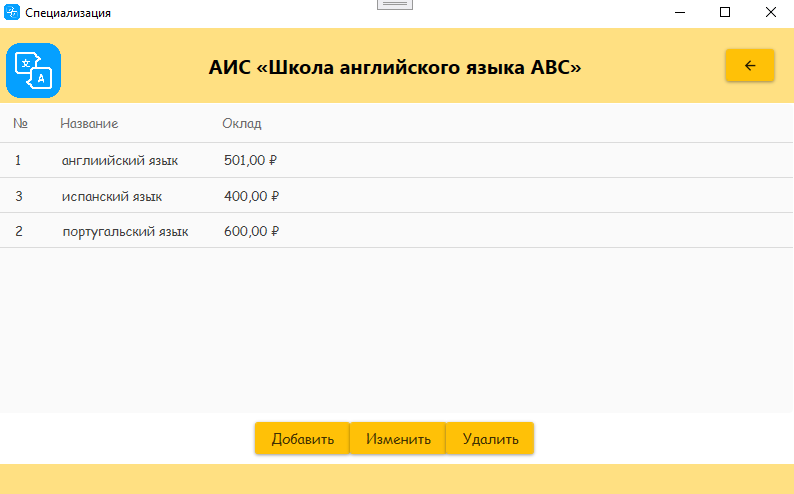 Специализация
АИС «Школа английского языка ABC»
№ Название Оклад
1 англиийский язык 501,00 ₽
3 испанский язык 400,00 ₽
2 португальский язык 600,00 ₽
Добавить Изменить Удалить